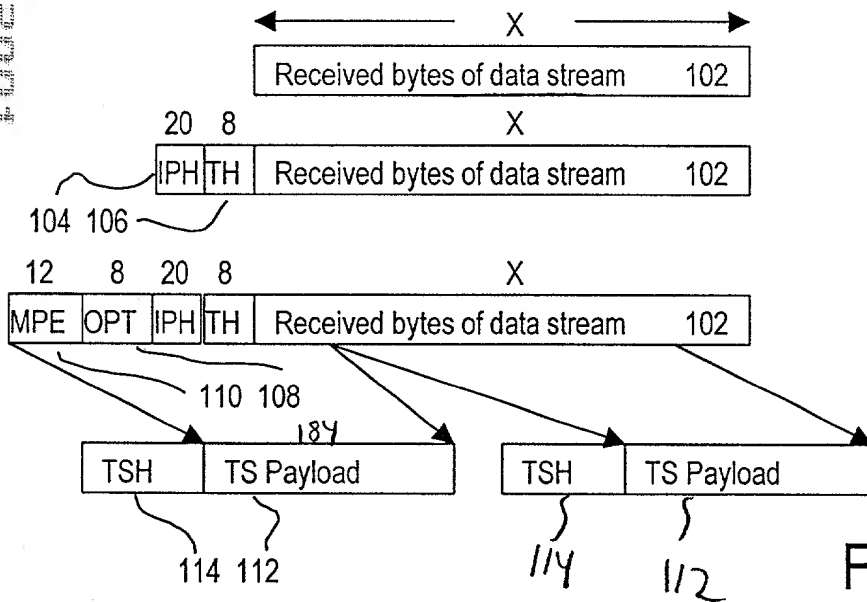 X
Received bytes of data stream 102
20 8 X
IPH TH Received bytes of data stream 102
104 106
12 8 20 8 X
MPE OPT IPH TH Received bytes of data stream 102
110 108
184
TSH TS Payload TSH TS Payload
114 112 114 112